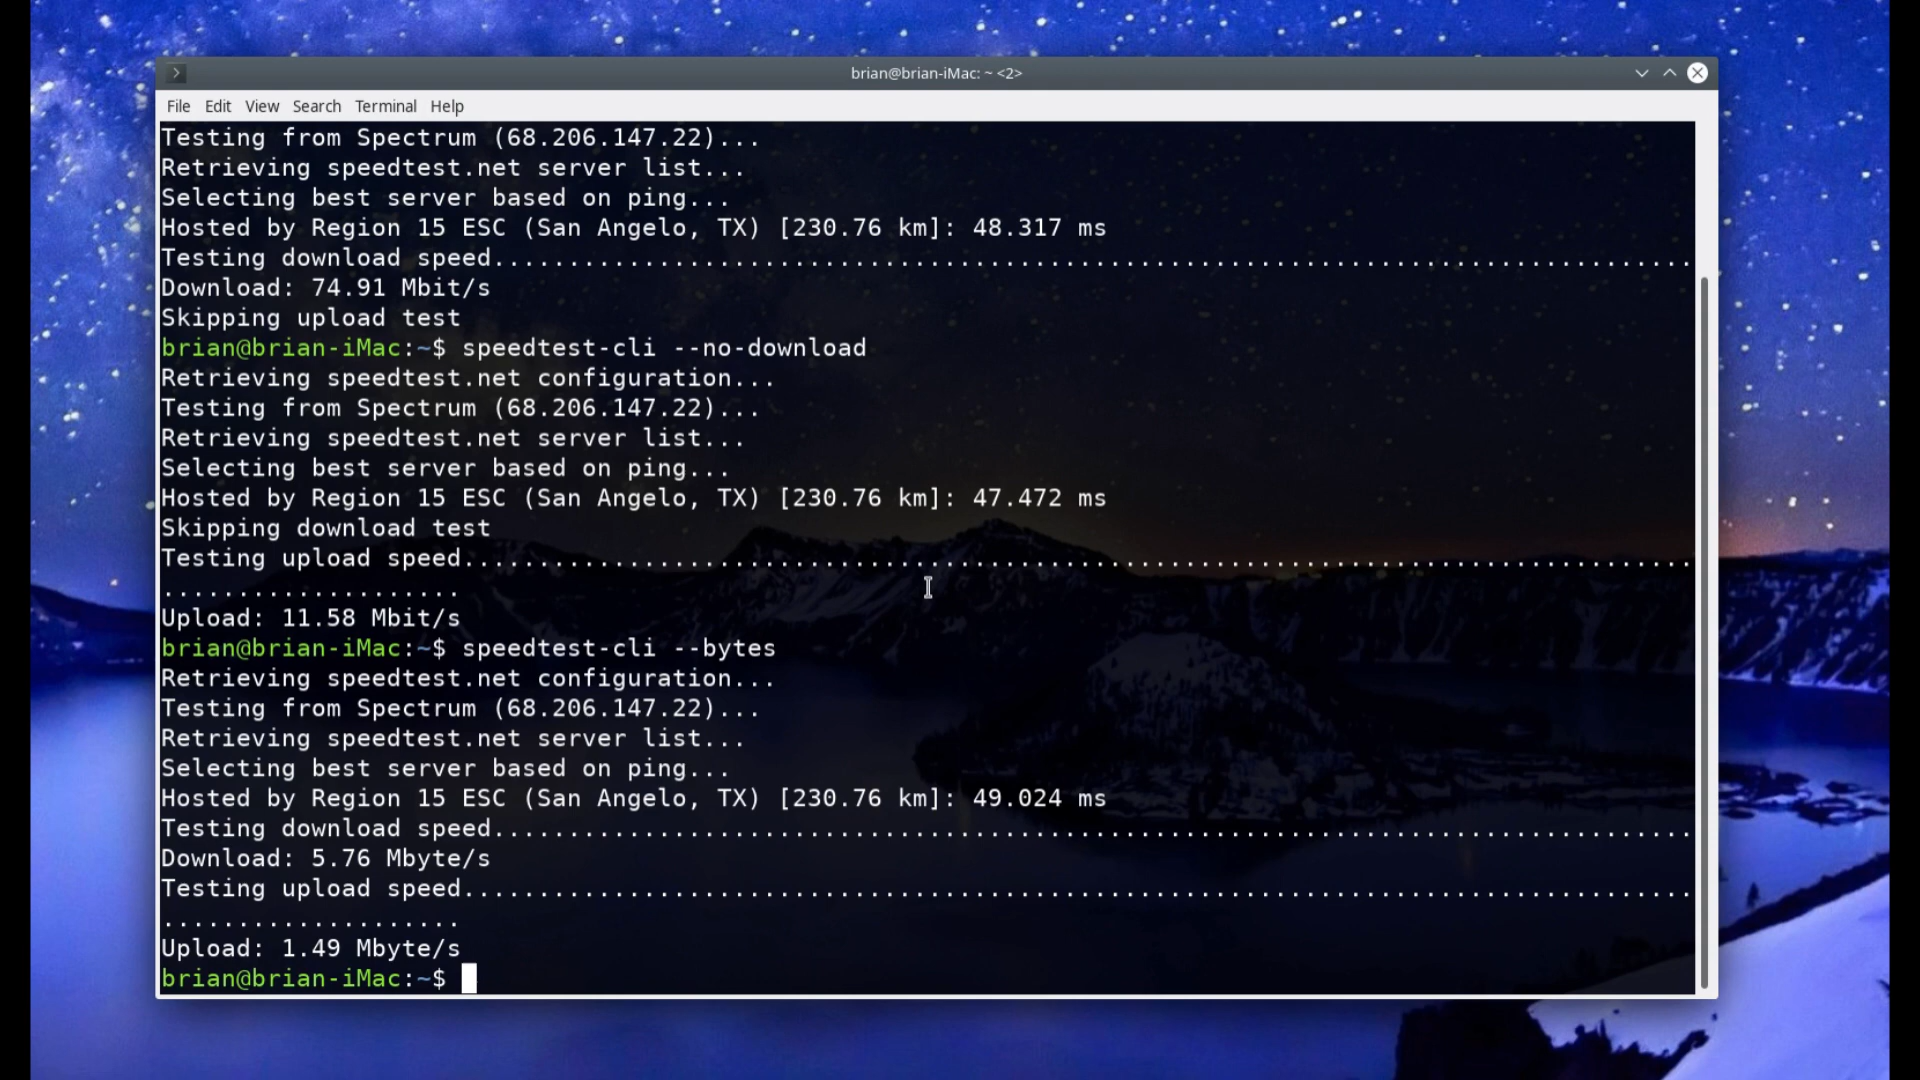 brian@brian-iMac: ~ <2>
File Edit View Search Terminal Help
Testing from Spectrum (68.206.147.22)...
Retrieving speedtest.net server list...
Selecting best server based on ping...
Hosted by Region 15 ESC (San Angelo, TX) [230.76 km]: 48.317 ms
Testing download speed................................................................................
Download: 74.91 Mbit/s
Skipping upload test
brian@brian-iMac:~$ speedtest-cli --no-download
Retrieving speedtest.net configuration...
Testing from Spectrum (68.206.147.22)...
Retrieving speedtest.net server list...
Selecting best server based on ping...
Hosted by Region 15 ESC (San Angelo, TX) [230.76 km]: 47.472 ms
Skipping download test
Testing upload speed..................................................................................
....................
Upload: 11.58 Mbit/s
brian@brian-iMac:~$ speedtest-cli --bytes
Retrieving speedtest.net configuration...
Testing from Spectrum (68.206.147.22)...
Retrieving speedtest.net server list...
Selecting best server based on ping...
Hosted by Region 15 ESC (San Angelo, TX) [230.76 km]: 49.024 ms
Testing download speed................................................................................
Download: 5.76 Mbyte/s
Testing upload speed..................................................................................
....................
Upload: 1.49 Mbyte/s
brian@brian-iMac:~$